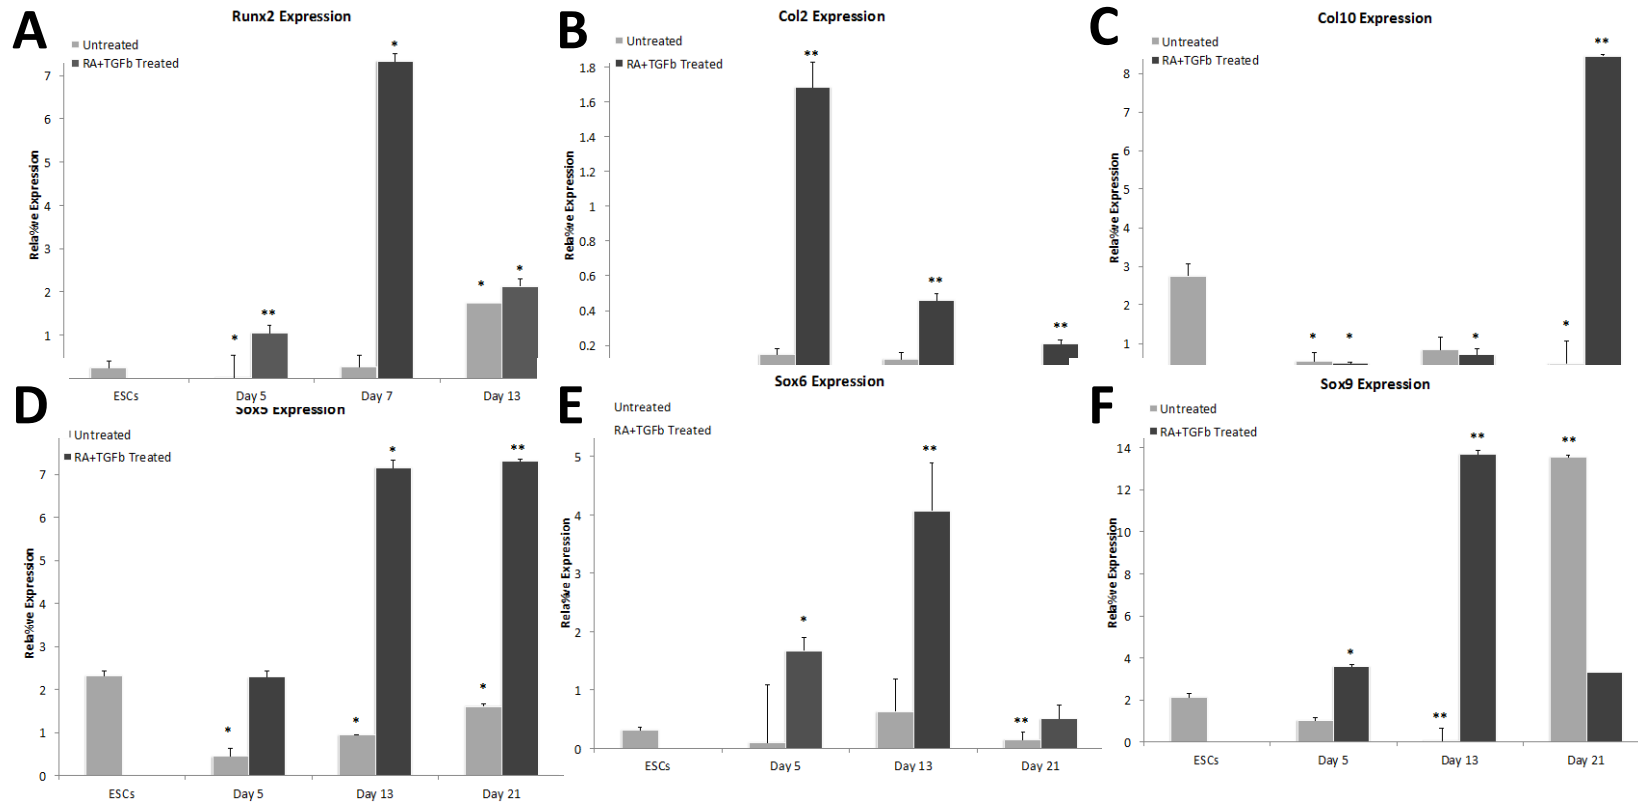 A
Runx2 Expression
Untreated
RA+TGFb Treated
Rela%ve Expression
7
6
5
4
3
2
1
*
**
*
*
*
ESCs
Day 5
Day 7
Day 13
B
Col2 Expression
Untreated
RA+TGFb Treated
Rela%ve Expression
1.8
1.6
1.4
1.2
1
0.8
0.6
0.4
0.2
**
**
**
C
Col10 Expression
Untreated
RA+TGFb Treated
Rela%ve Expression
8
7
6
5
4
3
2
1
*
*
*
*
**
D
Sox5 Expression
Untreated
RA+TGFb Treated
Rela%ve Expression
7
6
5
4
3
2
1
0
*
*
*
*
**
ESCs
Day 5
Day 13
Day 21
E
Sox6 Expression
Untreated
RA+TGFb Treated
Rela%ve Expression
5
4
3
2
1
0
*
**
**
ESCs
Day 5
Day 13
Day 21
F
Sox9 Expression
Untreated
RA+TGFb Treated
Rela%ve Expression
14
12
10
8
6
4
2
0
*
**
**
**
ESCs
Day 5
Day 13
Day 21